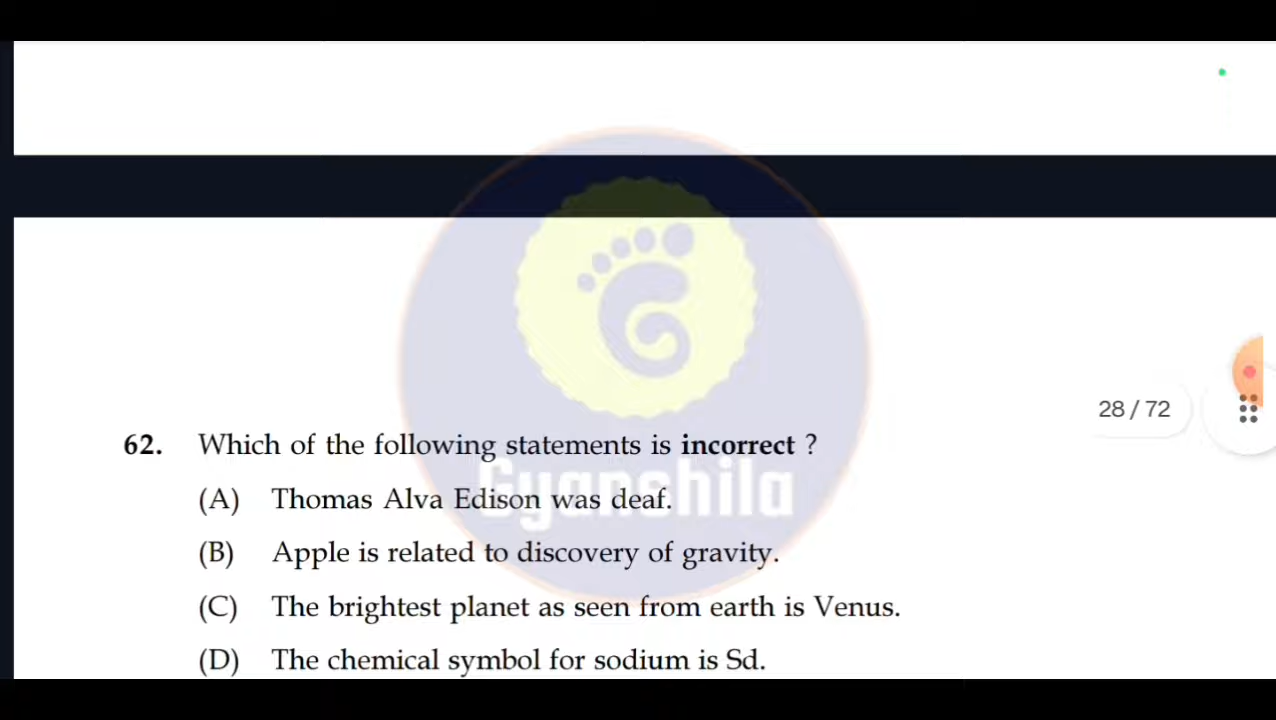 28 / 72
62. Which of the following statements is incorrect ?
Gyanshila
(A) Thomas Alva Edison was deaf.
(B) Apple is related to discovery of gravity.
(C) The brightest planet as seen from earth is Venus.
(D) The chemical symbol for sodium is Sd.